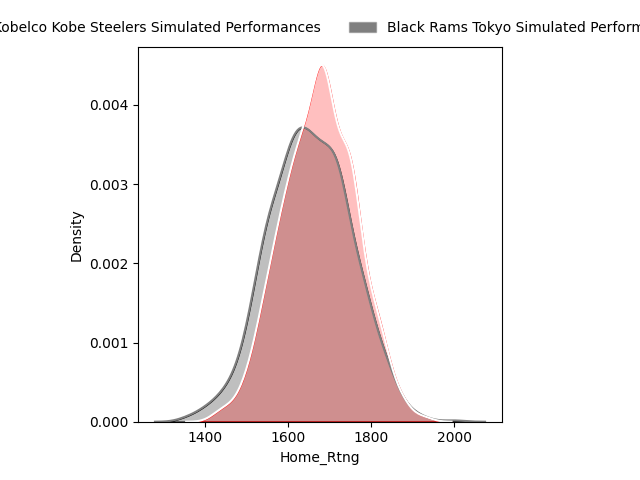 Kobelco Kobe Steelers Simulated Performances
Black Rams Tokyo Simulated Perform
0.004
0.003
0.002
0.001
0.000
Density
1400
1600
1800
2000
Home_Rtng